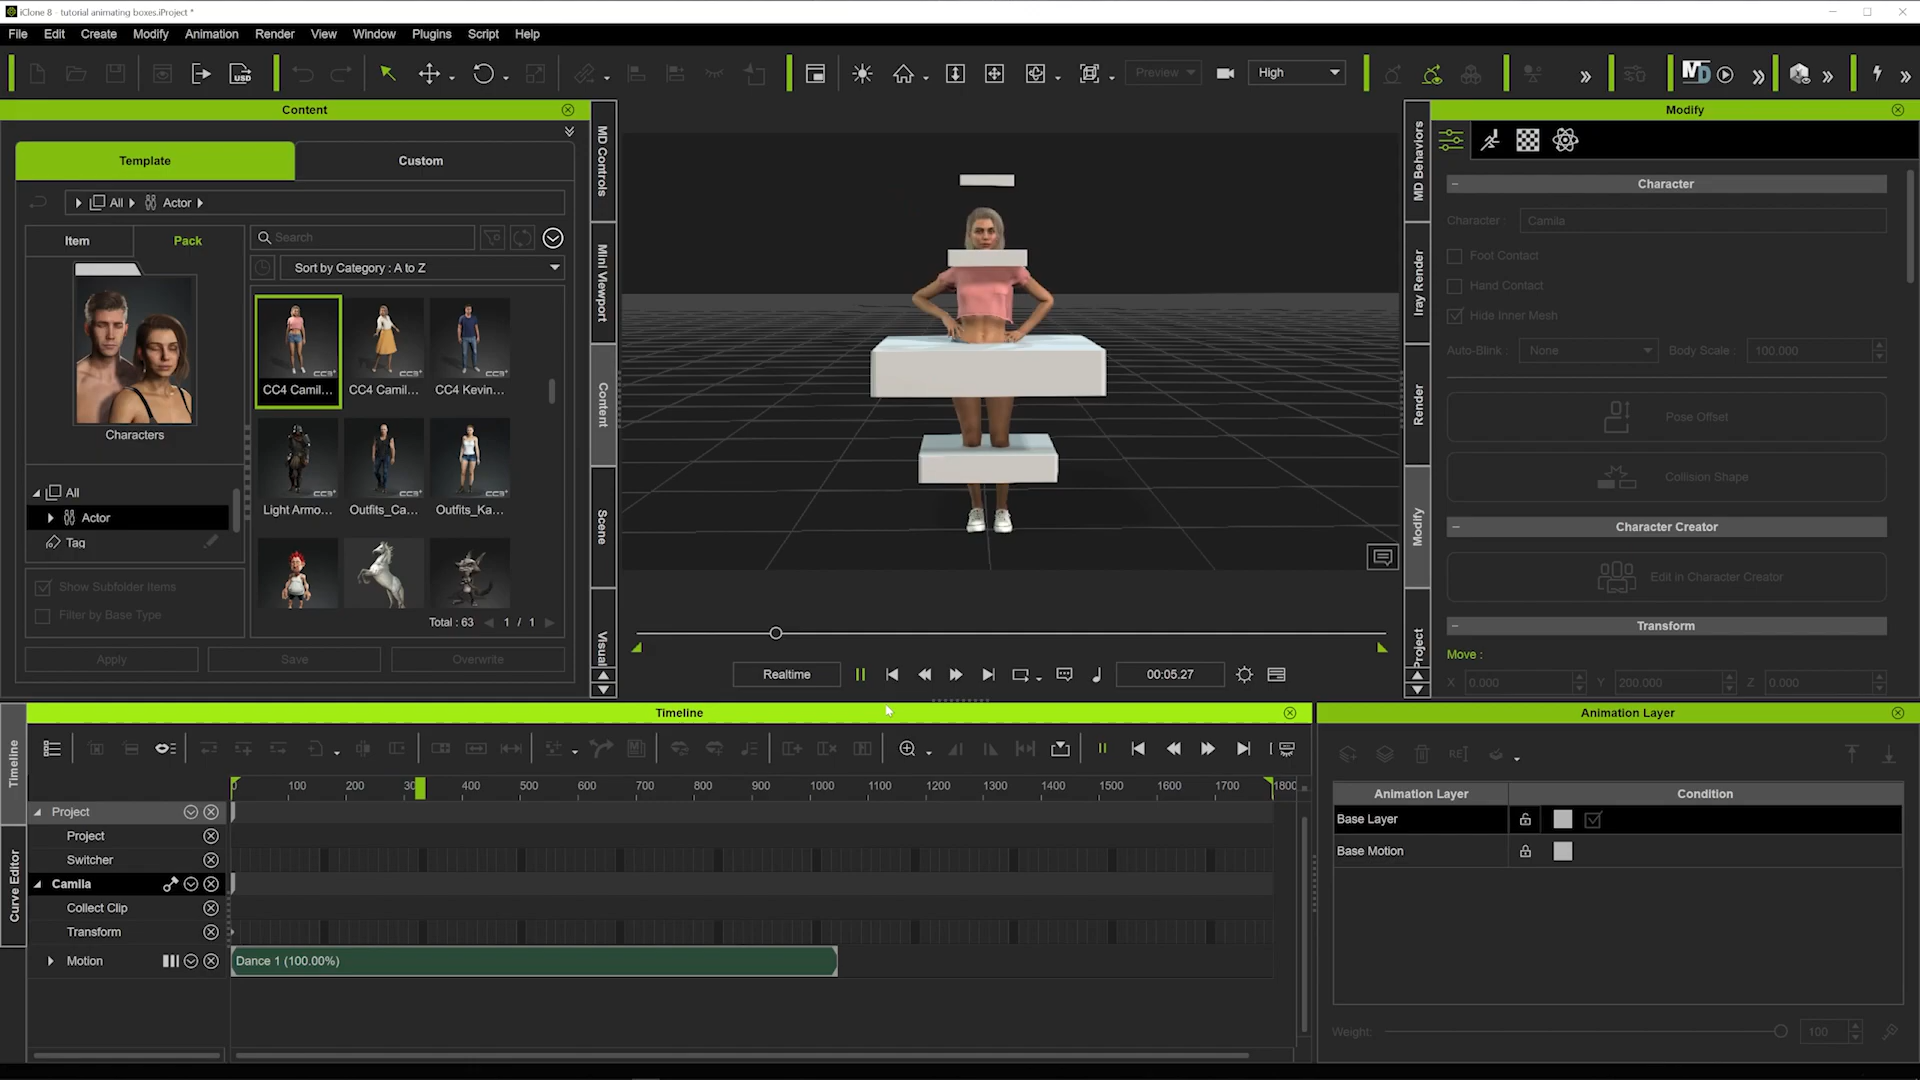 iClone 8 - tutorial animating boxes.iProject *
File Edit Create Modify Animation Render View Window Plugins Script Help
USD
Preview
High
MD
Content
Template
Custom
All
Actor
Item
Pack
Search
Sort by Category : A to Z
Characters
CC4 Camil...
CC4 Camil...
CC4 Kevin...
Light Armo...
Outfits_Ca...
Outfits_Ka...
All
Actor
Tag
Show Subfolder Items
Filter by Base Type
Total : 63
1 / 1
Apply
Save
Overwrite
MD Controls
Mini Viewport
Content
Scene
Visual
Realtime
00:05.27
MD Behaviors
Iray Render
Render
Modify
Project
Modify
Character
Character :
Camila
Foot Contact
Hand Contact
Hide Inner Mesh
Auto-Blink :
None
Body Scale :
100.000
Pose Offset
Collision Shape
Character Creator
Edit in Character Creator
Transform
Move :
X 0.000 Y 200.000 Z 0.000
Timeline
Curve Editor
Timeline
0 100 200 30 400 500 600 700 800 900 1000 1100 1200 1300 1400 1500 1600 1700 1800
Project
Project
Switcher
Camila
Collect Clip
Transform
Motion
Dance 1 (100.00%)
Animation Layer
Animation Layer
Condition
Base Layer
Base Motion
Weight:
100